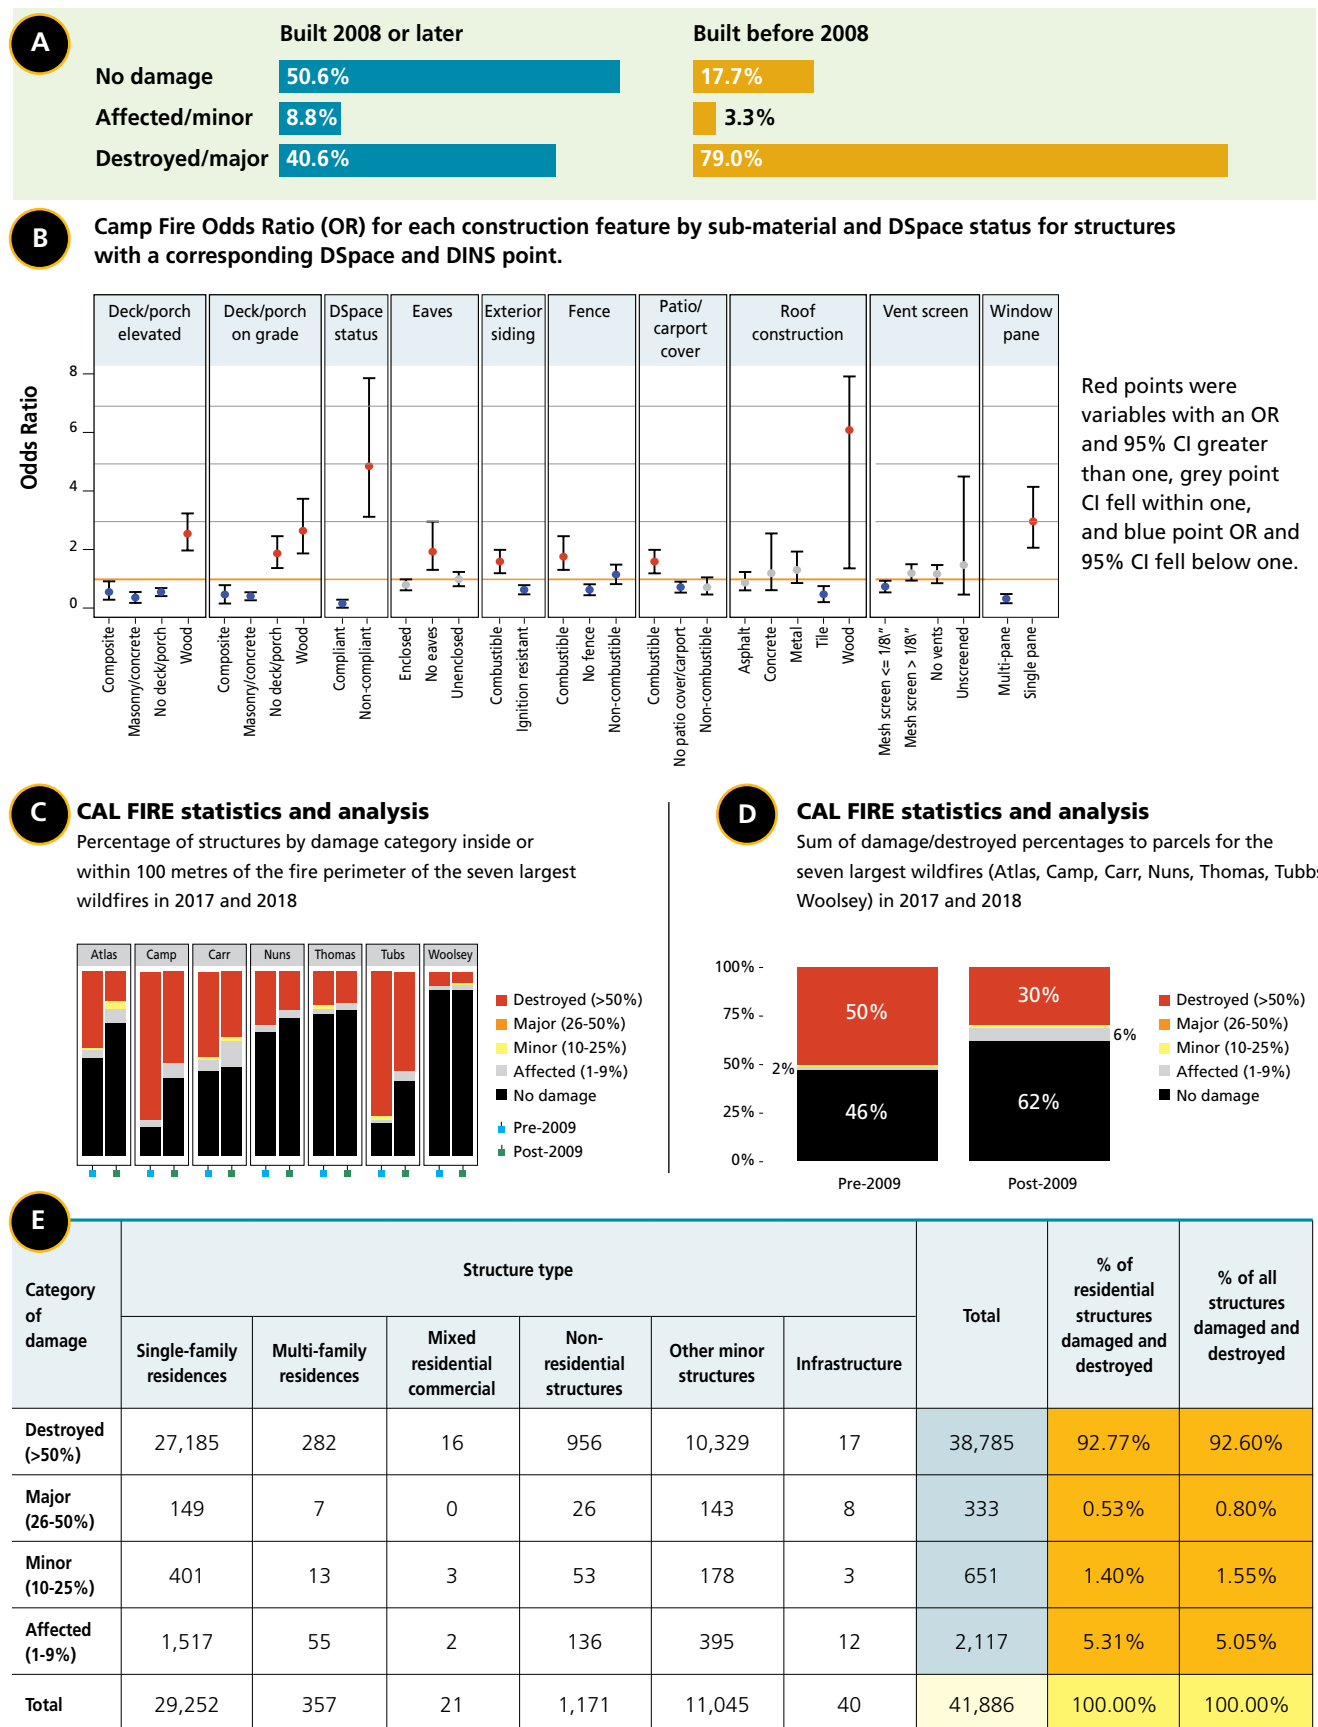 A
Built 2008 or later
Built before 2008
No damage
50.6%
17.7%
Affected/minor
8.8%
3.3%
Destroyed/major
40.6%
79.0%
B
Camp Fire Odds Ratio (OR) for each construction feature by sub-material and DSpace status for structures
with a corresponding DSpace and DINS point.
Deck/porch
elevated
Deck/porch
on grade
DSpace
status
Eaves
Exterior
siding
Fence
Patio/
carport
cover
Roof
construction
Vent screen
Window
pane
Odds Ratio
8
6
4
2
0
Composite
Masonry/concrete
No deck/porch
Wood
Composite
Masonry/concrete
No deck/porch
Wood
Compliant
Non-compliant
Enclosed
No eaves
Unenclosed
Combustible
Ignition resistant
Combustible
No fence
Non-combustible
Combustible
No patio cover/carport
Non-combustible
Asphalt
Concrete
Metal
Tile
Wood
Mesh screen <= 1/8\"
Mesh screen > 1/8\"
No vents
Unscreened
Multi-pane
Single pane
Red points were
variables with an OR
and 95% CI greater
than one, grey point
CI fell within one,
and blue point OR and
95% CI fell below one.
C
CAL FIRE statistics and analysis
Percentage of structures by damage category inside or
within 100 metres of the fire perimeter of the seven largest
wildfires in 2017 and 2018
Atlas
Camp
Carr
Nuns
Thomas
Tubs
Woolsey
Destroyed (>50%)
Major (26-50%)
Minor (10-25%)
Affected (1-9%)
No damage
Pre-2009
Post-2009
D
CAL FIRE statistics and analysis
Sum of damage/destroyed percentages to parcels for the
seven largest wildfires (Atlas, Camp, Carr, Nuns, Thomas, Tubbs
Woolsey) in 2017 and 2018
100%
75%
50%
25%
0%
50%
2%
46%
30%
6%
62%
Pre-2009
Post-2009
Destroyed (>50%)
Major (26-50%)
Minor (10-25%)
Affected (1-9%)
No damage
E
Category
of
damage
Structure type
Single-family
residences
Multi-family
residences
Mixed
residential
commercial
Non-
residential
structures
Other minor
structures
Infrastructure
Total
% of
residential
structures
damaged and
destroyed
% of all
structures
damaged and
destroyed
Destroyed
(>50%)
27,185 282 16 956 10,329 17 38,785 92.77% 92.60%
Major
(26-50%)
149 7 0 26 143 8 333 0.53% 0.80%
Minor
(10-25%)
401 13 3 53 178 3 651 1.40% 1.55%
Affected
(1-9%)
1,517 55 2 136 395 12 2,117 5.31% 5.05%
Total 29,252 357 21 1,171 11,045 40 41,886 100.00% 100.00%